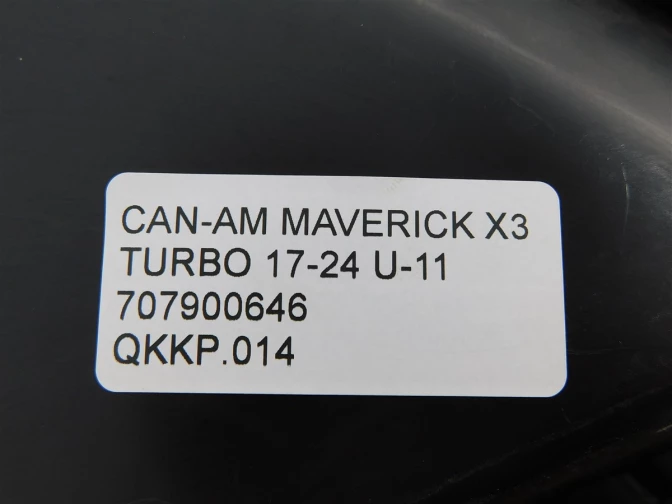 CAN-AM MAVERICK X3
TURBO 17-24 U-11
707900646
QKKP.014